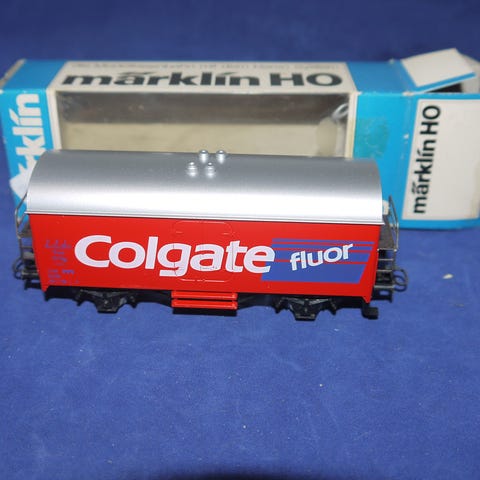 märklin HO
märklin
märklin HO
Colgate
fluor